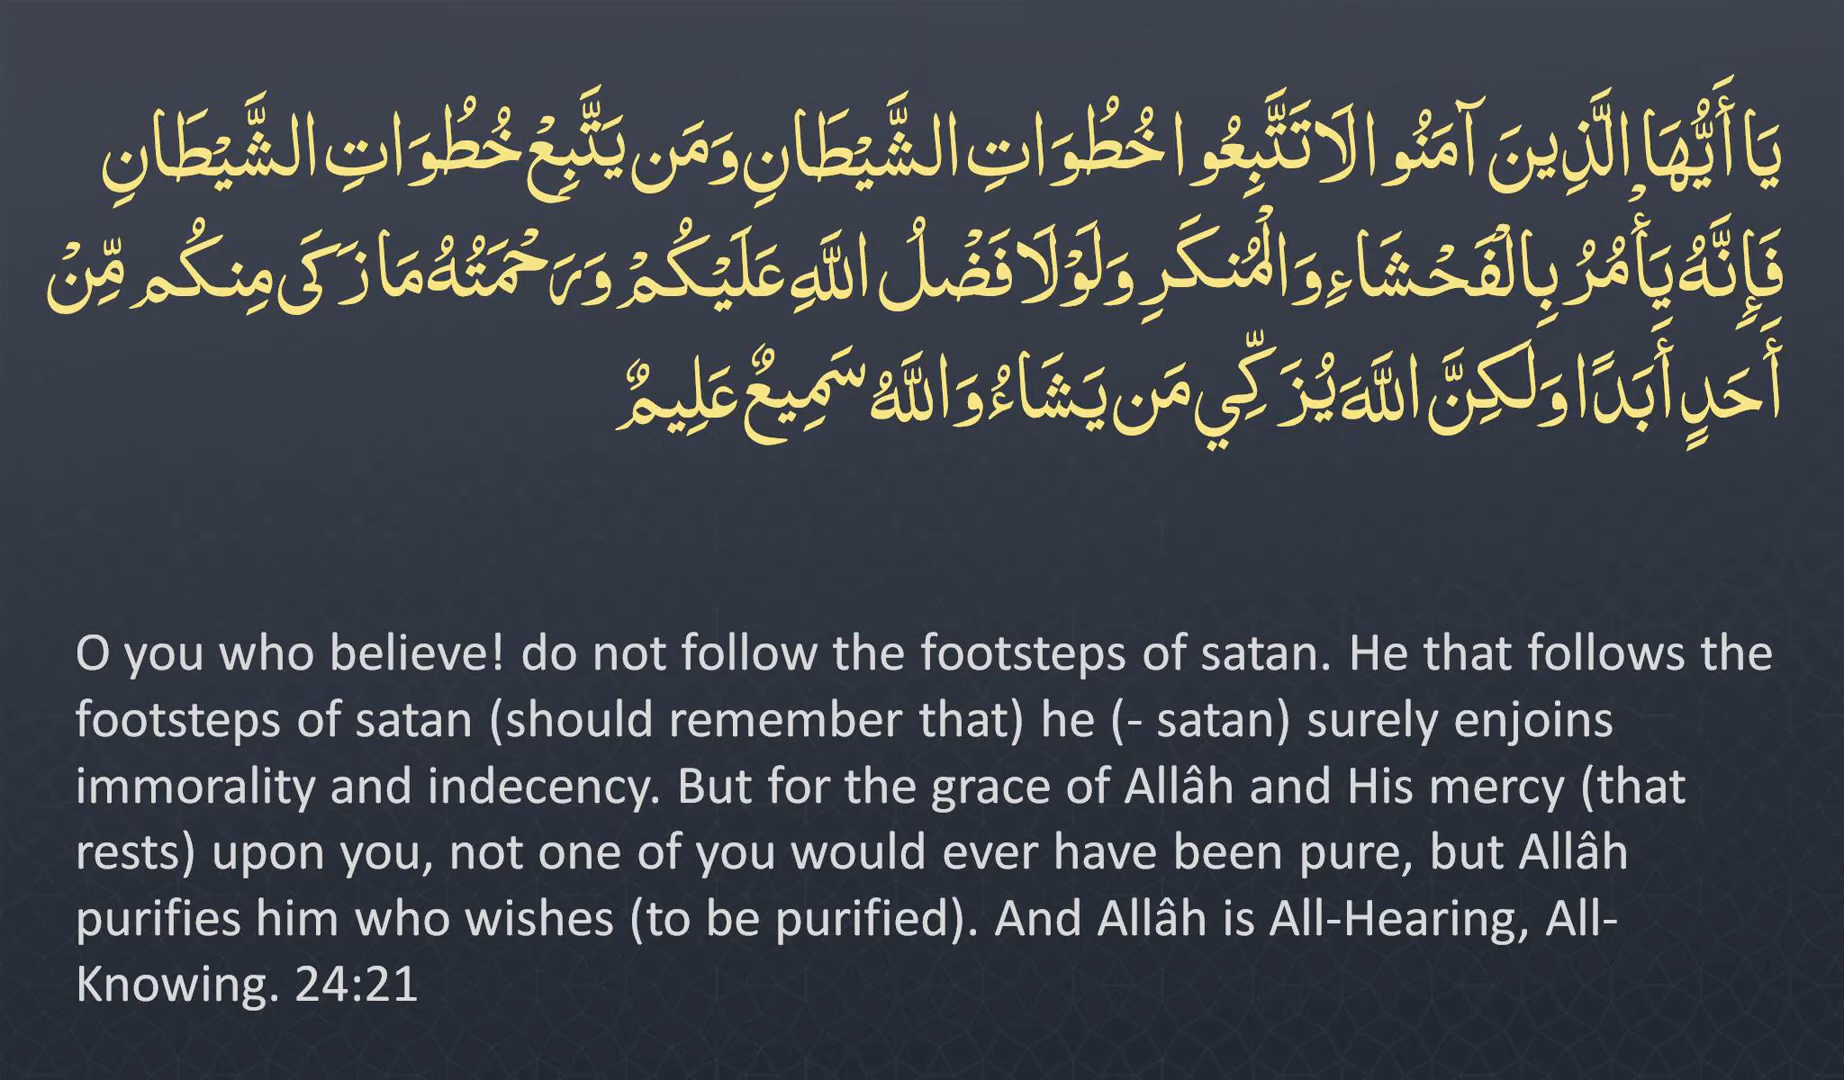 يَا أَيُّهَا الَّذِينَ آمَنُوا لَا تَتَّبِعُوا خُطُوَاتِ الشَّيْطَانِ وَمَن يَتَّبِعْ خُطُوَاتِ الشَّيْطَانِ
فَإِنَّهُ يَأْمُرُ بِالْفَحْشَاءِ وَالْمُنكَرِ وَلَوْلَا فَضْلُ اللَّهِ عَلَيْكُمْ وَرَحْمَتُهُ مَا زَكَى مِنكُم مِّنْ
أَحَدٍ أَبَدًا وَلَكِنَّ اللَّهَ يُزَكِّي مَن يَشَاءُ وَاللَّهُ سَمِيعٌ عَلِيمٌ
O you who believe! do not follow the footsteps of satan. He that follows the
footsteps of satan (should remember that) he (- satan) surely enjoins
immorality and indecency. But for the grace of Allâh and His mercy (that
rests) upon you, not one of you would ever have been pure, but Allâh
purifies him who wishes (to be purified). And Allâh is All-Hearing, All-
Knowing. 24:21